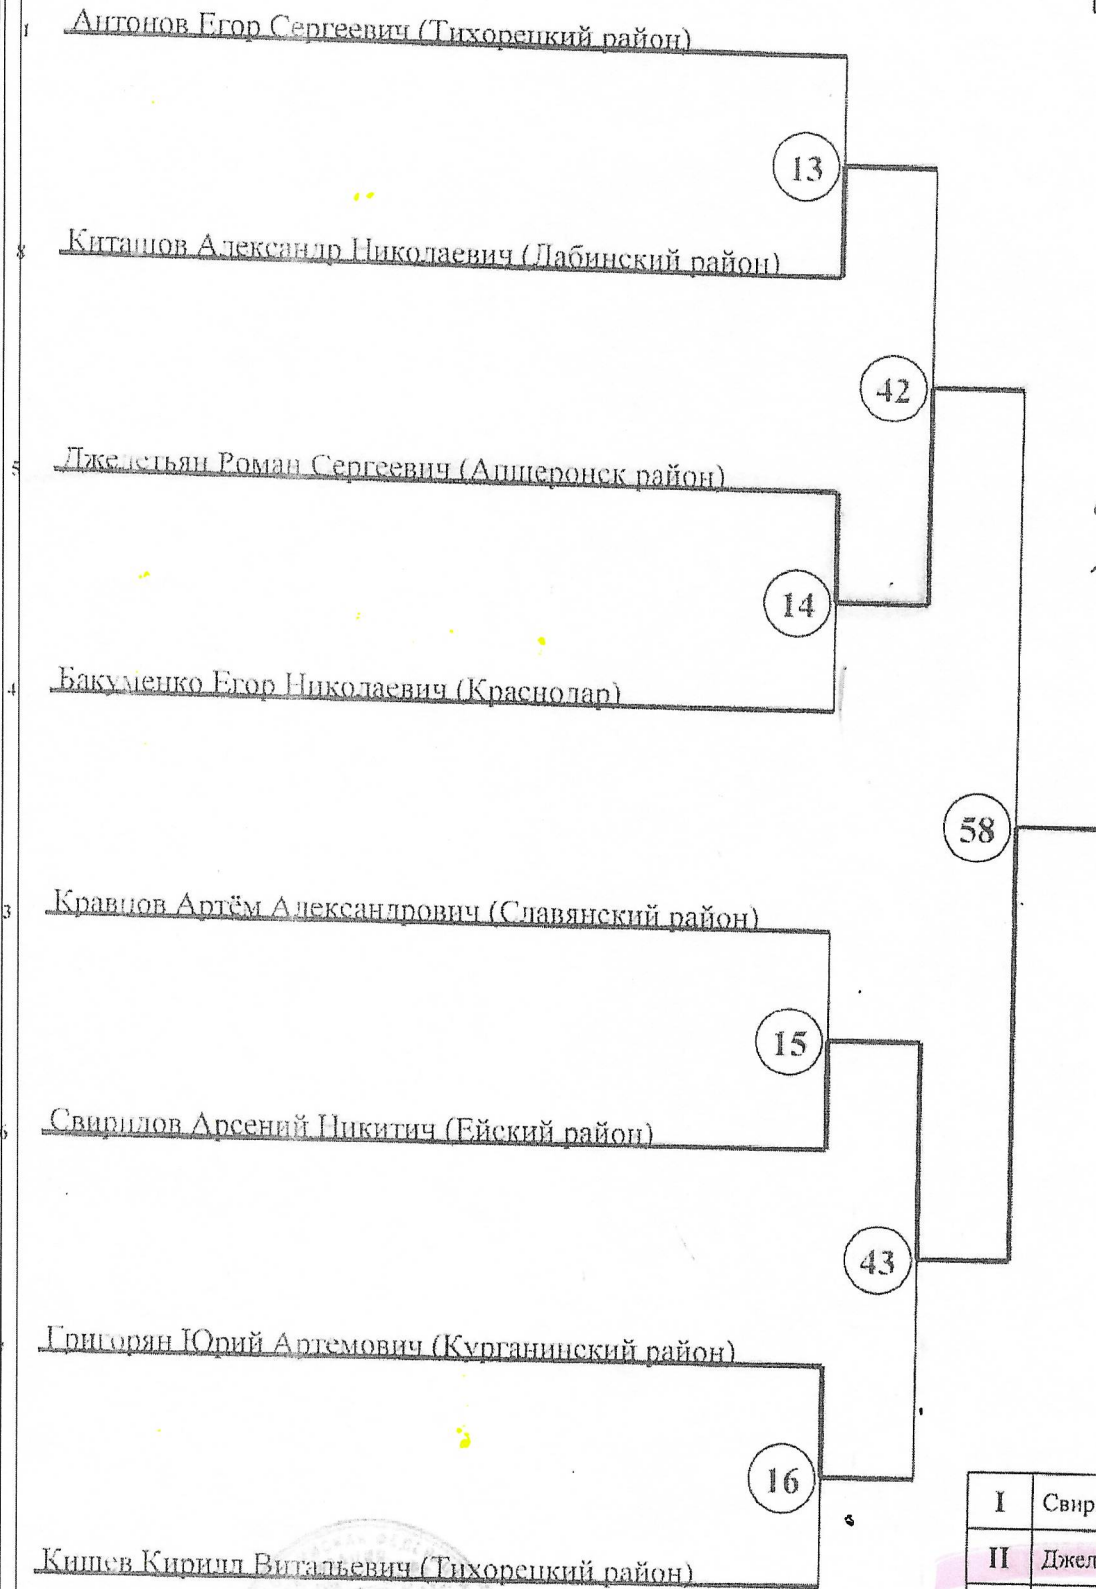 1 Антонов Егор Сергеевич (Тихорецкий район)
13
8 Киташов Александр Николаевич (Лабинский район)
42
5 Джелетьян Роман Сергеевич (Апшеронск район)
14
4 Бакуменко Егор Николаевич (Краснодар)
58
3 Кравцов Артём Александрович (Славянский район)
15
6 Свиридов Арсений Никитич (Ейский район)
43
Григорян Юрий Артемович (Курганинский район)
16
I Свир
II Джел
Кишев Кирилл Витальевич (Тихорецкий район)